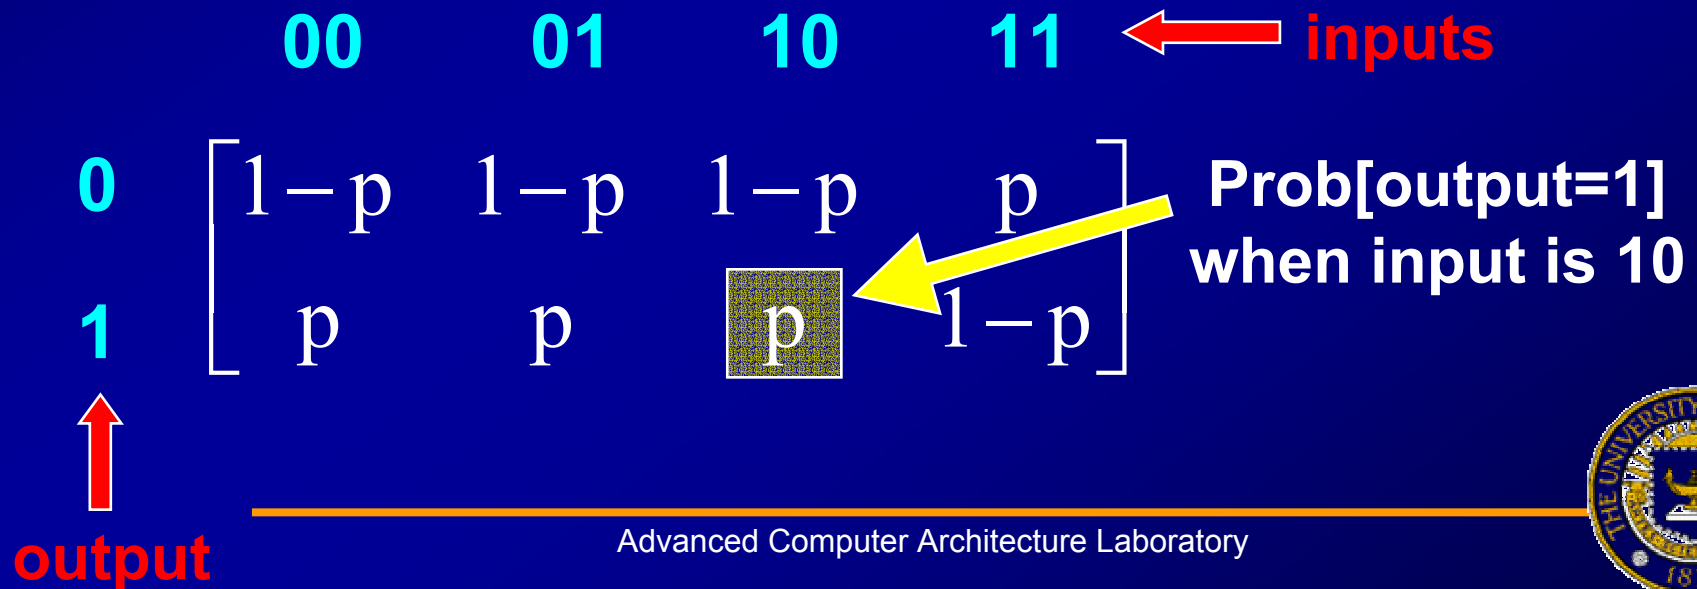 00 01 10 11 inputs
0 1−p 1−p 1−p p
Prob[output=1]
when input is 10
1 p p p 1−p
output
Advanced Computer Architecture Laboratory
THE UNIVERSITY
18